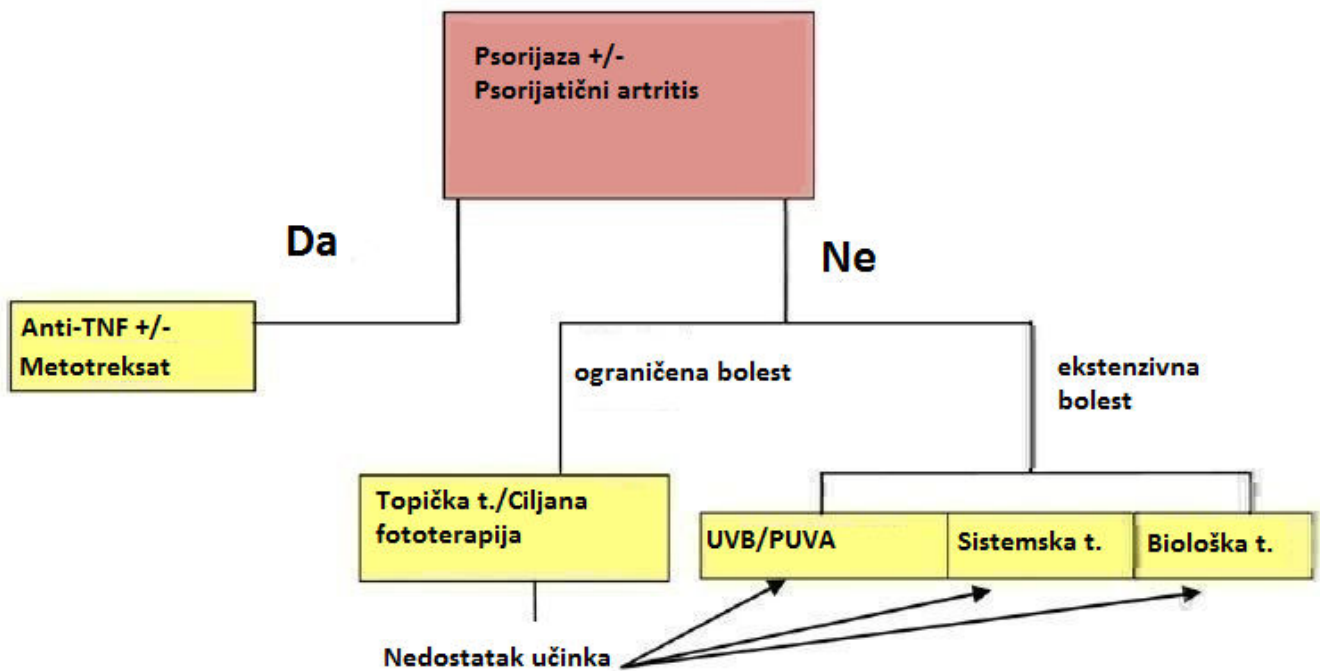 Psorijaza +/-
Psorijatični artritis
Da
Ne
Anti-TNF +/-
Metotreksat
ograničena bolest
ekstenzivna
bolest
Topička t./Ciljana
fototerapija
UVB/PUVA
Sistemska t.
Biološka t.
Nedostatak učinka